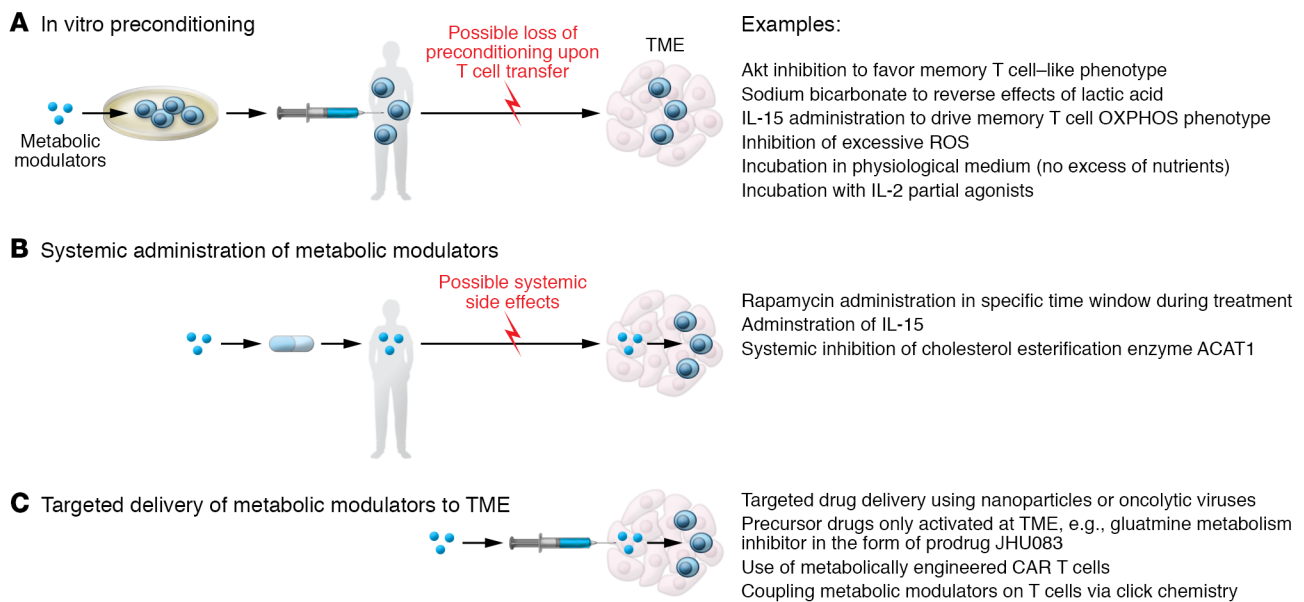 A In vitro preconditioning
Metabolic
modulators
Possible loss of
preconditioning upon
T cell transfer
TME
Examples:
Akt inhibition to favor memory T cell–like phenotype
Sodium bicarbonate to reverse effects of lactic acid
IL-15 administration to drive memory T cell OXPHOS phenotype
Inhibition of excessive ROS
Incubation in physiological medium (no excess of nutrients)
Incubation with IL-2 partial agonists
B Systemic administration of metabolic modulators
Possible systemic
side effects
Rapamycin administration in specific time window during treatment
Adminstration of IL-15
Systemic inhibition of cholesterol esterification enzyme ACAT1
C Targeted delivery of metabolic modulators to TME
Targeted drug delivery using nanoparticles or oncolytic viruses
Precursor drugs only activated at TME, e.g., gluatmine metabolism
inhibitor in the form of prodrug JHU083
Use of metabolically engineered CAR T cells
Coupling metabolic modulators on T cells via click chemistry